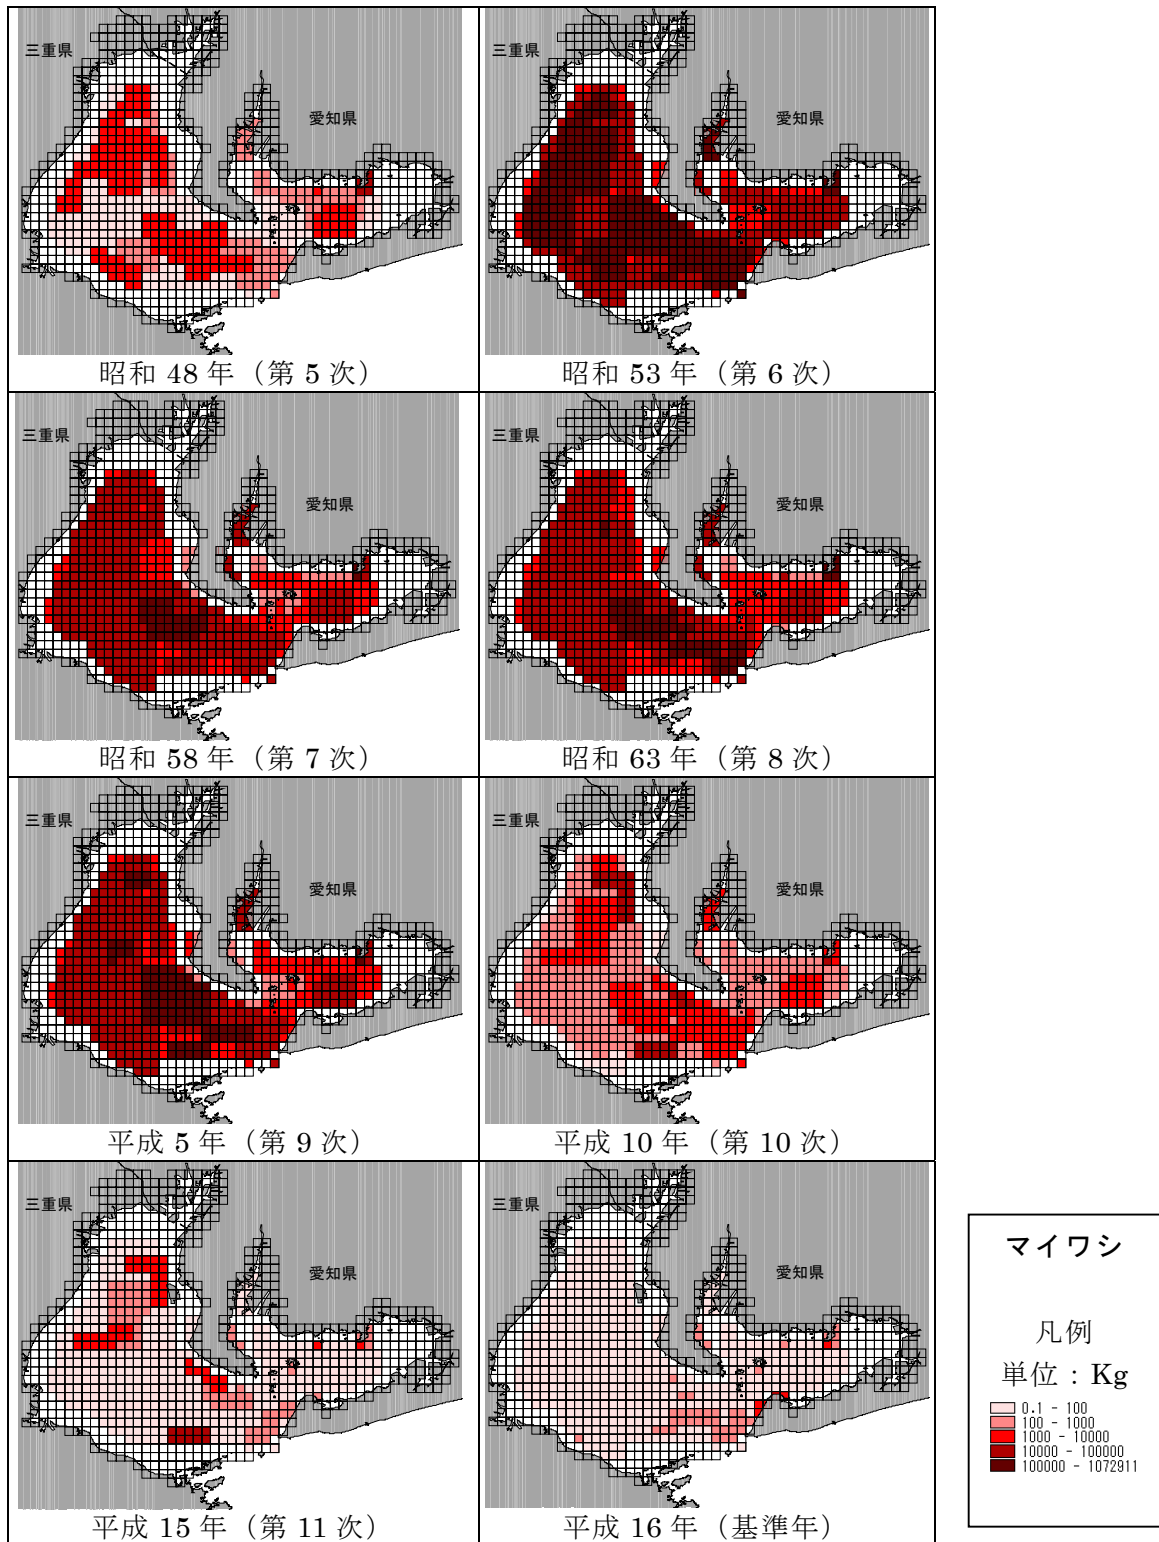 三重県
愛知県
昭和 48 年（第 5 次）
三重県
愛知県
昭和 53 年（第 6 次）
三重県
愛知県
昭和 58 年（第 7 次）
三重県
愛知県
昭和 63 年（第 8 次）
三重県
愛知県
平成 5 年（第 9 次）
三重県
愛知県
平成 10 年（第 10 次）
三重県
愛知県
平成 15 年（第 11 次）
三重県
愛知県
平成 16 年（基準年）
マイワシ
凡例
単位：Kg
0.1 - 100
100 - 1000
1000 - 10000
10000 - 100000
100000 - 1072911